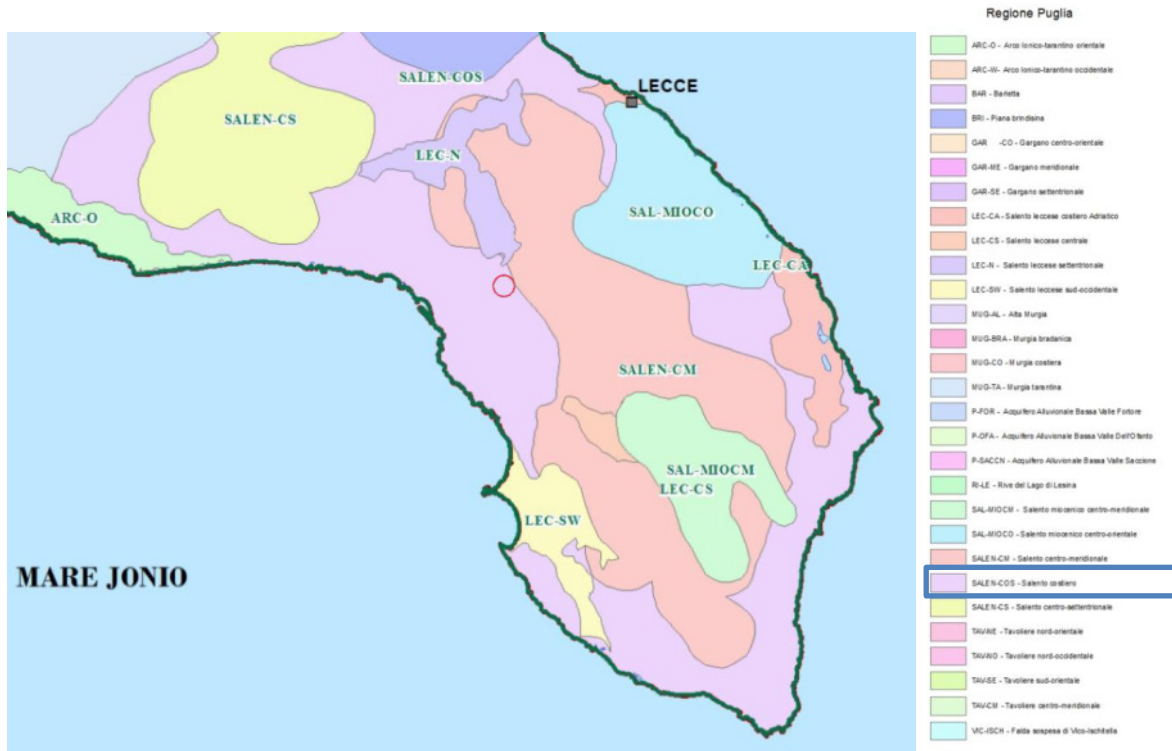 Regione Puglia
LECCE
SALEN-COS
SALEN-CS
LEC-N
SAL-MIOCO
ARC-O
LEC-CA
SALEN-CM
SAL-MIOCM
LEC-CS
LEC-SW
MARE JONIO
ARC-O - Arco Ionico-tarantino orientale
ARC-W- Arco Ionico-tarantino occidentale
BAR - Barletta
BRI - Piana brindisina
GAR -CO - Gargano centro-orientale
GAR-ME - Gargano meridionale
GAR-SE - Gargano settentrionale
LEC-CA - Salento leccese costiero Adriatico
LEC-CS - Salento leccese centrale
LEC-N - Salento leccese settentrionale
LEC-SW - Salento leccese sud-occidentale
MUG-AL - Alta Murgia
MUG-BRA - Murgia bradanica
MUG-CO - Murgia costiera
MUG-TA - Murgia tarantina
P-FOR - Acquifero Alluvionale Bassa Valle Fortore
P-OFA - Acquifero Alluvionale Bassa Valle Dell'Ofanto
P-SACCN - Acquifero Alluvionale Bassa Valle Saccione
RI-LE - Rive del Lago di Lesina
SAL-MIOCM - Salento miocenico centro-meridionale
SAL-MIOCO - Salento miocenico centro-orientale
SALEN-CM - Salento centro-meridionale
SALEN-COS - Salento costiero
SALEN-CS - Salento centro-settentrionale
TAV-NE - Tavoliere nord-orientale
TAV-NO - Tavoliere nord-occidentale
TAV-SE - Tavoliere sud-orientale
TAV-CM - Tavoliere centro-meridionale
VIC-ISCH - Falda sospesa di Vico-Ischitella